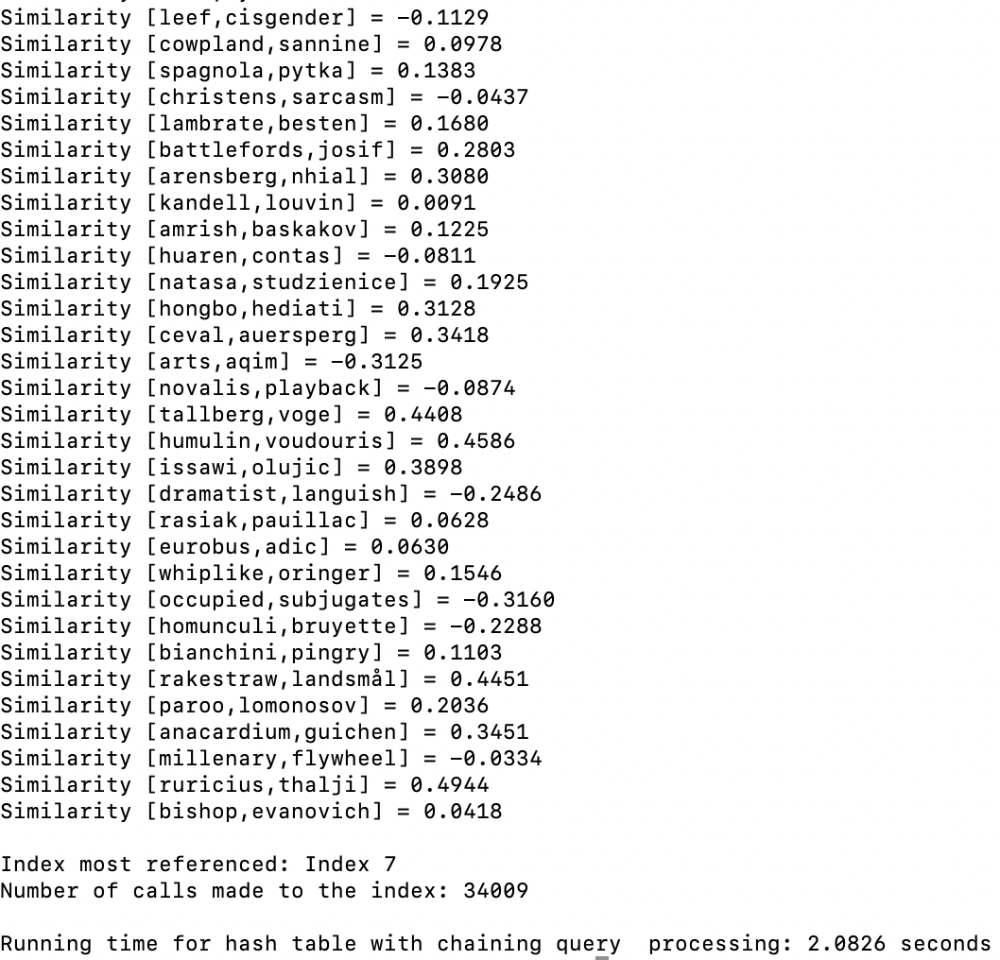 Similarity [leef,cisgender] = -0.1129
Similarity [cowpland,sannine] = 0.0978
Similarity [spagnola,pytka] = 0.1383
Similarity [christens,sarcasm] = -0.0437
Similarity [lambrate,besten] = 0.1680
Similarity [battlefords,josif] = 0.2803
Similarity [arensberg,nhial] = 0.3080
Similarity [kandell,louvin] = 0.0091
Similarity [amrish,baskakov] = 0.1225
Similarity [huaren,contas] = -0.0811
Similarity [natasa,studzienice] = 0.1925
Similarity [hongbo,hediati] = 0.3128
Similarity [ceval,auersperg] = 0.3418
Similarity [arts,aqim] = -0.3125
Similarity [novalis,playback] = -0.0874
Similarity [tallberg,voge] = 0.4408
Similarity [humulin,voudouris] = 0.4586
Similarity [issawi,olujic] = 0.3898
Similarity [dramatist,languish] = -0.2486
Similarity [rasiak,pauillac] = 0.0628
Similarity [eurobus,adic] = 0.0630
Similarity [whiplike,oringer] = 0.1546
Similarity [occupied,subjugates] = -0.3160
Similarity [homunculi,bruyette] = -0.2288
Similarity [bianchini,pingry] = 0.1103
Similarity [rakestraw,landsmål] = 0.4451
Similarity [paroo,lomonosov] = 0.2036
Similarity [anacardium,guichen] = 0.3451
Similarity [millenary,flywheel] = -0.0334
Similarity [ruricius,thalji] = 0.4944
Similarity [bishop,evanovich] = 0.0418
Index most referenced: Index 7
Number of calls made to the index: 34009
Running time for hash table with chaining query  processing: 2.0826 seconds